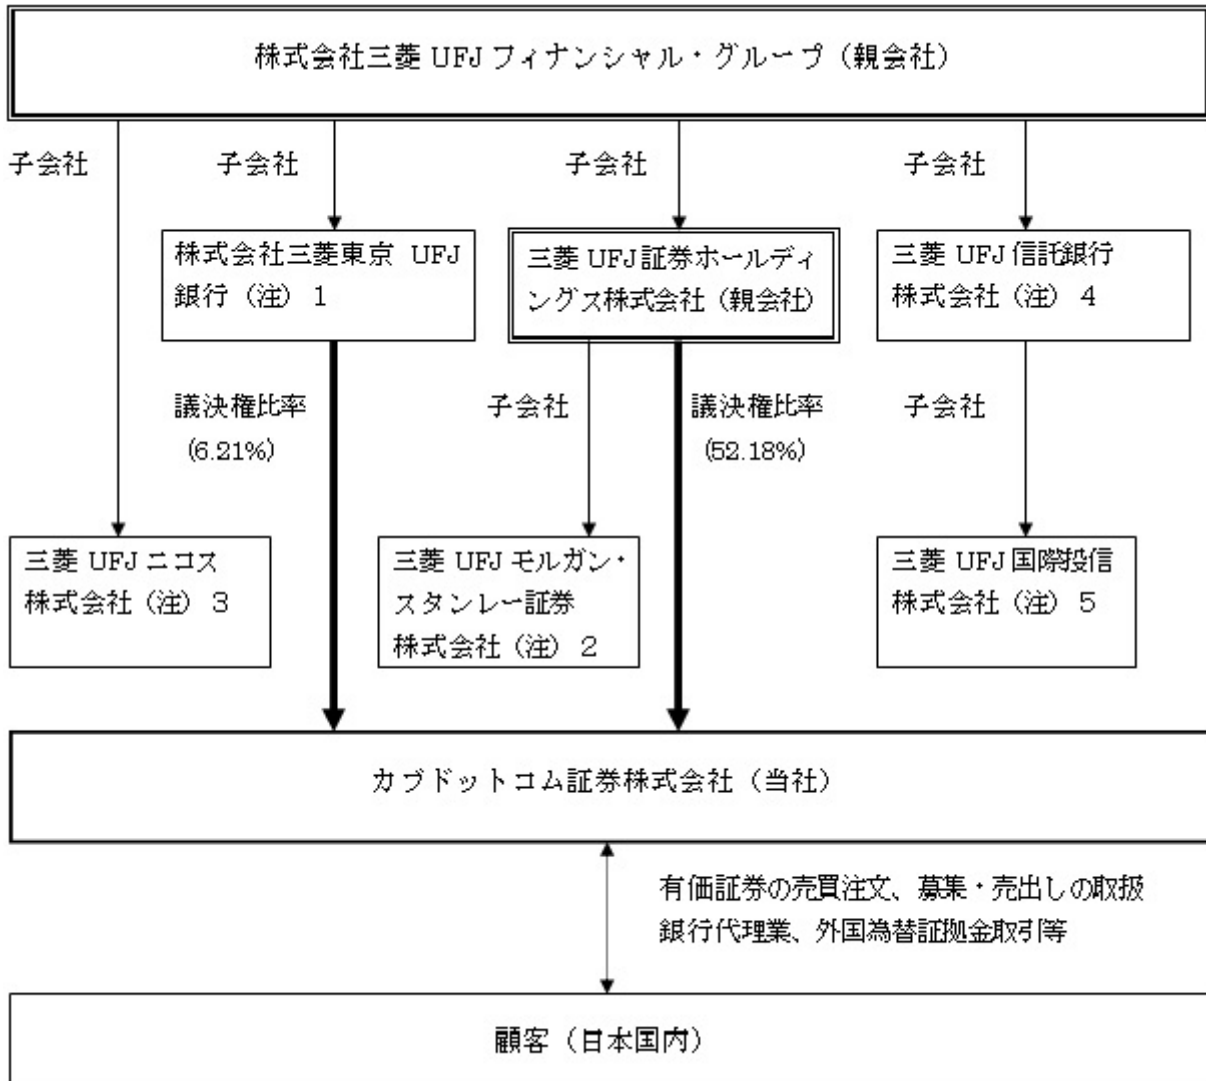 株式会社三菱 UFJ フィナンシャル・グループ（親会社）
子会社
子会社
子会社
子会社
株式会社三菱東京 UFJ
銀行（注）1
三菱 UFJ 証券ホールディ
ングス株式会社（親会社）
三菱 UFJ 信託銀行
株式会社（注）4
議決権比率
(6.21%)
子会社
議決権比率
(52.18%)
子会社
三菱 UFJ ニコス
株式会社（注）3
三菱 UFJ モルガン・
スタンレー証券
株式会社（注）2
三菱 UFJ 国際投信
株式会社（注）5
カブドットコム証券株式会社（当社）
有価証券の売買注文、募集・売出しの取扱
銀行代理業、外国為替証拠金取引等
顧客（日本国内）